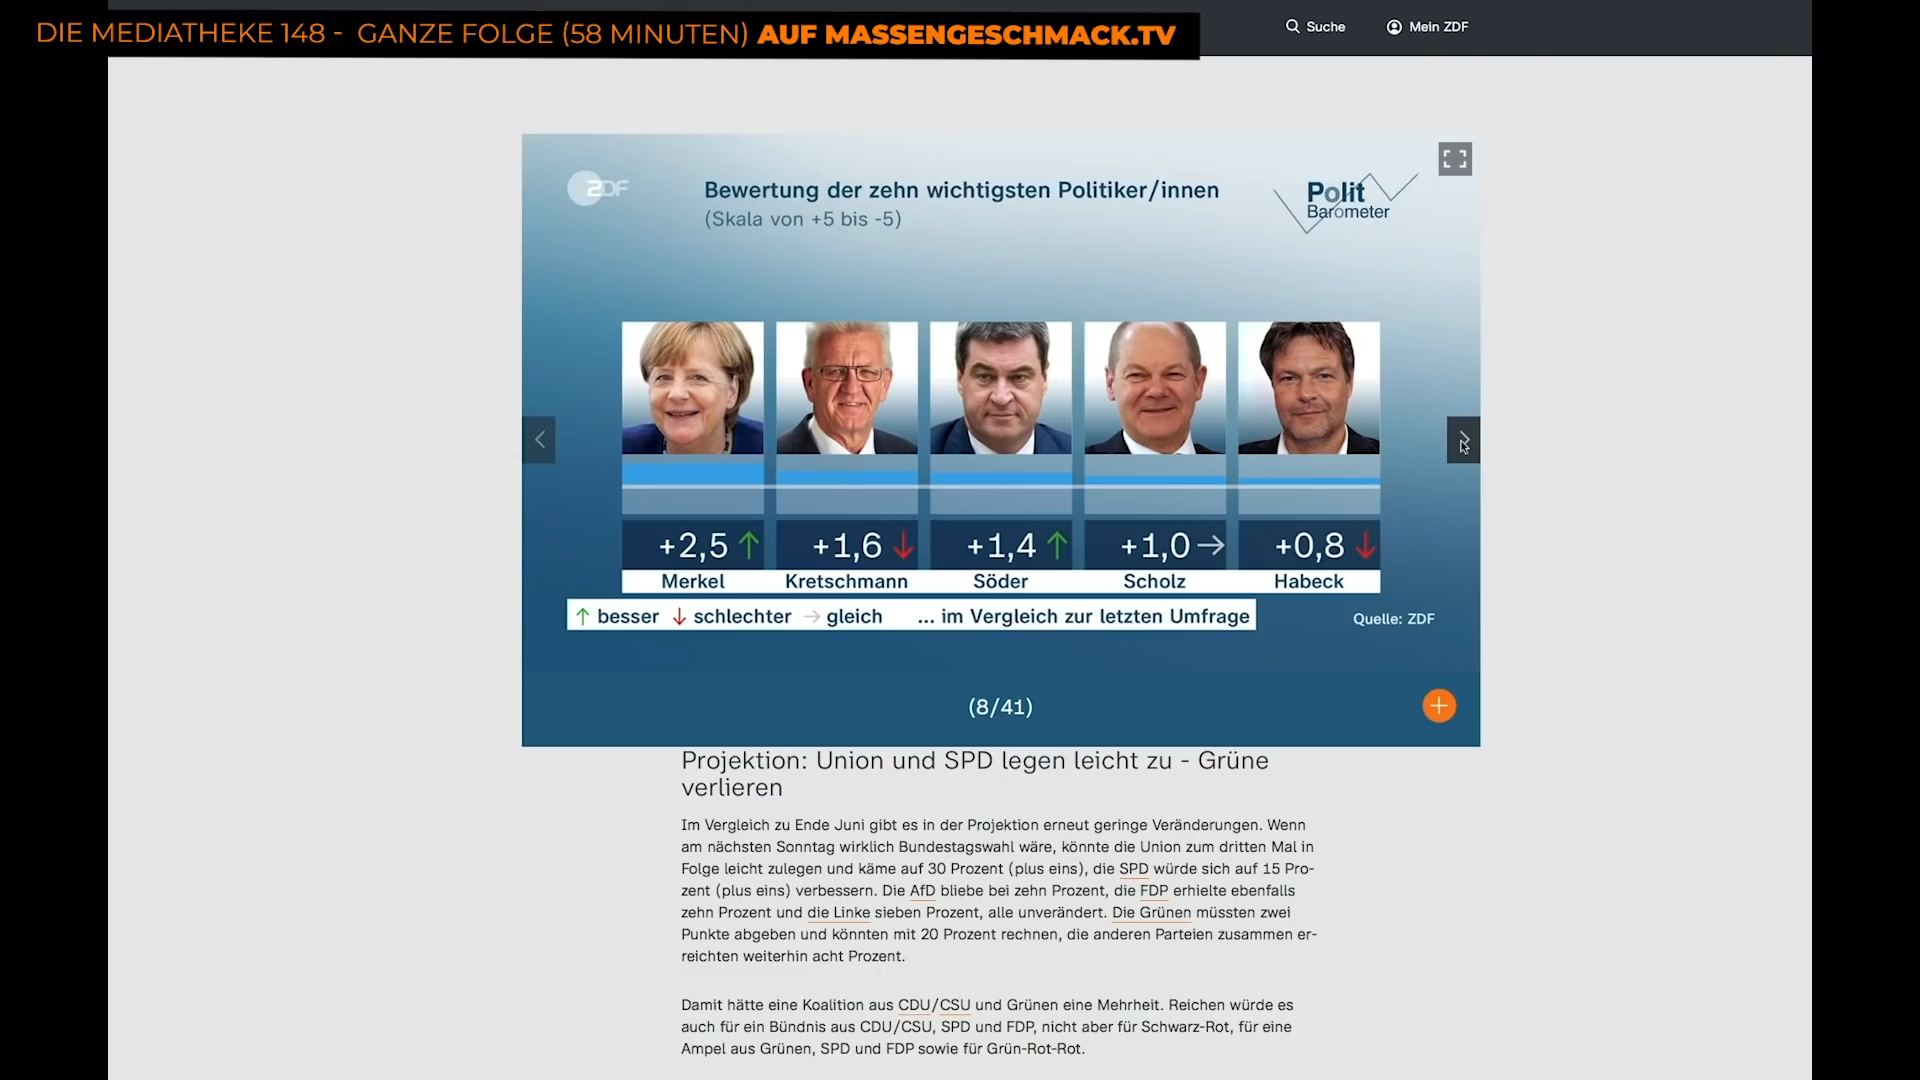 DIE MEDIATHEKE 148 - GANZE FOLGE (58 MINUTEN) AUF MASSENGESCHMACK.TV
Suche
Mein ZDF
ZDF
Bewertung der zehn wichtigsten Politiker/innen
(Skala von +5 bis -5)
Polit
Barometer
+2,5 ↑
+1,6 ↓
+1,4 ↑
+1,0 →
+0,8 ↓
Merkel
Kretschmann
Söder
Scholz
Habeck
↑ besser ↓ schlechter → gleich ... im Vergleich zur letzten Umfrage
Quelle: ZDF
(8/41)
Projektion: Union und SPD legen leicht zu - Grüne
verlieren
Im Vergleich zu Ende Juni gibt es in der Projektion erneut geringe Veränderungen. Wenn
am nächsten Sonntag wirklich Bundestagswahl wäre, könnte die Union zum dritten Mal in
Folge leicht zulegen und käme auf 30 Prozent (plus eins), die SPD würde sich auf 15 Pro-
zent (plus eins) verbessern. Die AfD bliebe bei zehn Prozent, die FDP erhielte ebenfalls
zehn Prozent und die Linke sieben Prozent, alle unverändert. Die Grünen müssten zwei
Punkte abgeben und könnten mit 20 Prozent rechnen, die anderen Parteien zusammen er-
reichten weiterhin acht Prozent.
Damit hätte eine Koalition aus CDU/CSU und Grünen eine Mehrheit. Reichen würde es
auch für ein Bündnis aus CDU/CSU, SPD und FDP, nicht aber für Schwarz-Rot, für eine
Ampel aus Grünen, SPD und FDP sowie für Grün-Rot-Rot.